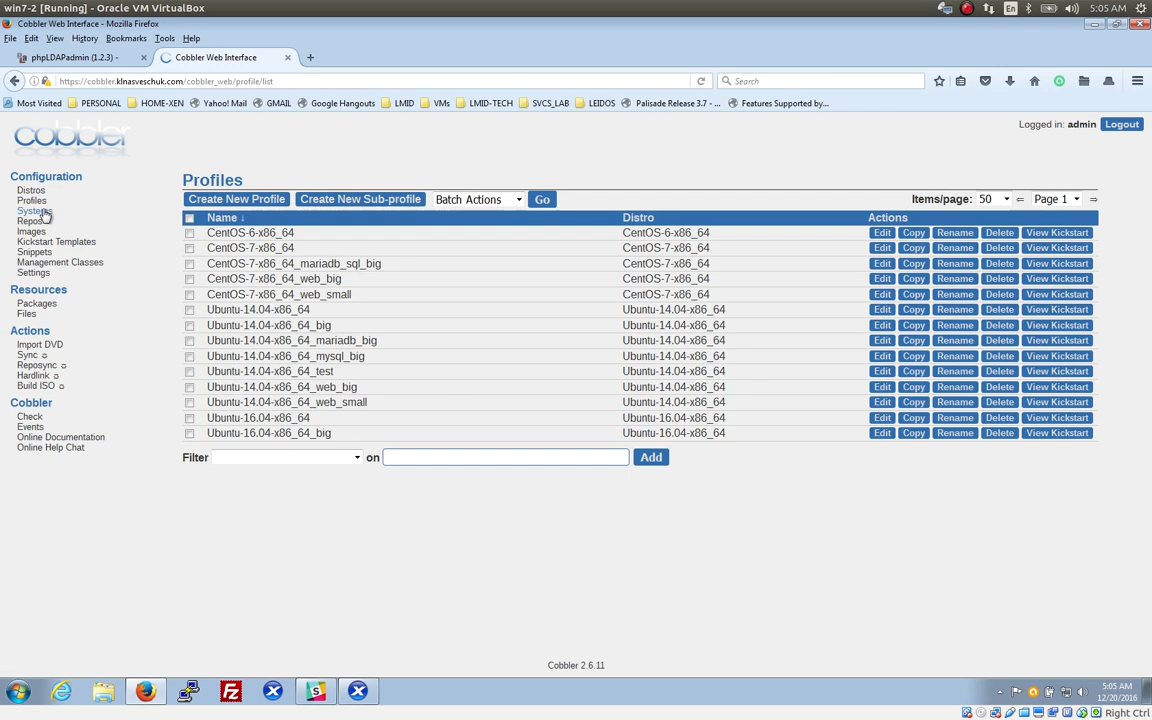 win7-2 [Running] - Oracle VM VirtualBox
En
5:05 AM
Cobbler Web Interface - Mozilla Firefox
File Edit View History Bookmarks Tools Help
phpLDAPadmin (1.2.3) -
Cobbler Web Interface
https://cobbler.klnasveschuk.com/cobbler_web/profile/list
Search
Most Visited PERSONAL HOME-XEN Yahoo! Mail GMAIL Google Hangouts LMID VMs LMID-TECH SVCS_LAB LEIDOS Palisade Release 3.7 - ... Features Supported by...
cobbler
Logged in: admin Logout
Configuration
Distros
Profiles
Systems
Repos
Images
Kickstart Templates
Snippets
Management Classes
Settings
Resources
Packages
Files
Actions
Import DVD
Sync
Reposync
Hardlink
Build ISO
Cobbler
Check
Events
Online Documentation
Online Help Chat
Profiles
Create New Profile Create New Sub-profile Batch Actions Go Items/page: 50 ⇐ Page 1 ⇒
Name ↓ Distro Actions
CentOS-6-x86_64 CentOS-6-x86_64 Edit Copy Rename Delete View Kickstart
CentOS-7-x86_64 CentOS-7-x86_64 Edit Copy Rename Delete View Kickstart
CentOS-7-x86_64_mariadb_sql_big CentOS-7-x86_64 Edit Copy Rename Delete View Kickstart
CentOS-7-x86_64_web_big CentOS-7-x86_64 Edit Copy Rename Delete View Kickstart
CentOS-7-x86_64_web_small CentOS-7-x86_64 Edit Copy Rename Delete View Kickstart
Ubuntu-14.04-x86_64 Ubuntu-14.04-x86_64 Edit Copy Rename Delete View Kickstart
Ubuntu-14.04-x86_64_big Ubuntu-14.04-x86_64 Edit Copy Rename Delete View Kickstart
Ubuntu-14.04-x86_64_mariadb_big Ubuntu-14.04-x86_64 Edit Copy Rename Delete View Kickstart
Ubuntu-14.04-x86_64_mysql_big Ubuntu-14.04-x86_64 Edit Copy Rename Delete View Kickstart
Ubuntu-14.04-x86_64_test Ubuntu-14.04-x86_64 Edit Copy Rename Delete View Kickstart
Ubuntu-14.04-x86_64_web_big Ubuntu-14.04-x86_64 Edit Copy Rename Delete View Kickstart
Ubuntu-14.04-x86_64_web_small Ubuntu-14.04-x86_64 Edit Copy Rename Delete View Kickstart
Ubuntu-16.04-x86_64 Ubuntu-16.04-x86_64 Edit Copy Rename Delete View Kickstart
Ubuntu-16.04-x86_64_big Ubuntu-16.04-x86_64 Edit Copy Rename Delete View Kickstart
Filter on Add
Cobbler 2.6.11
5:05 AM
12/20/2016
Right Ctrl